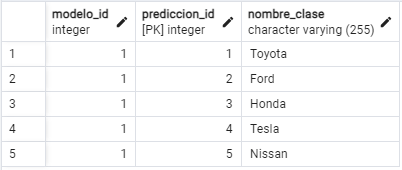 modelo_id prediccion_id nombre_clase
integer [PK] integer character varying (255)
1 1 1 Toyota
2 1 2 Ford
3 1 3 Honda
4 1 4 Tesla
5 1 5 Nissan